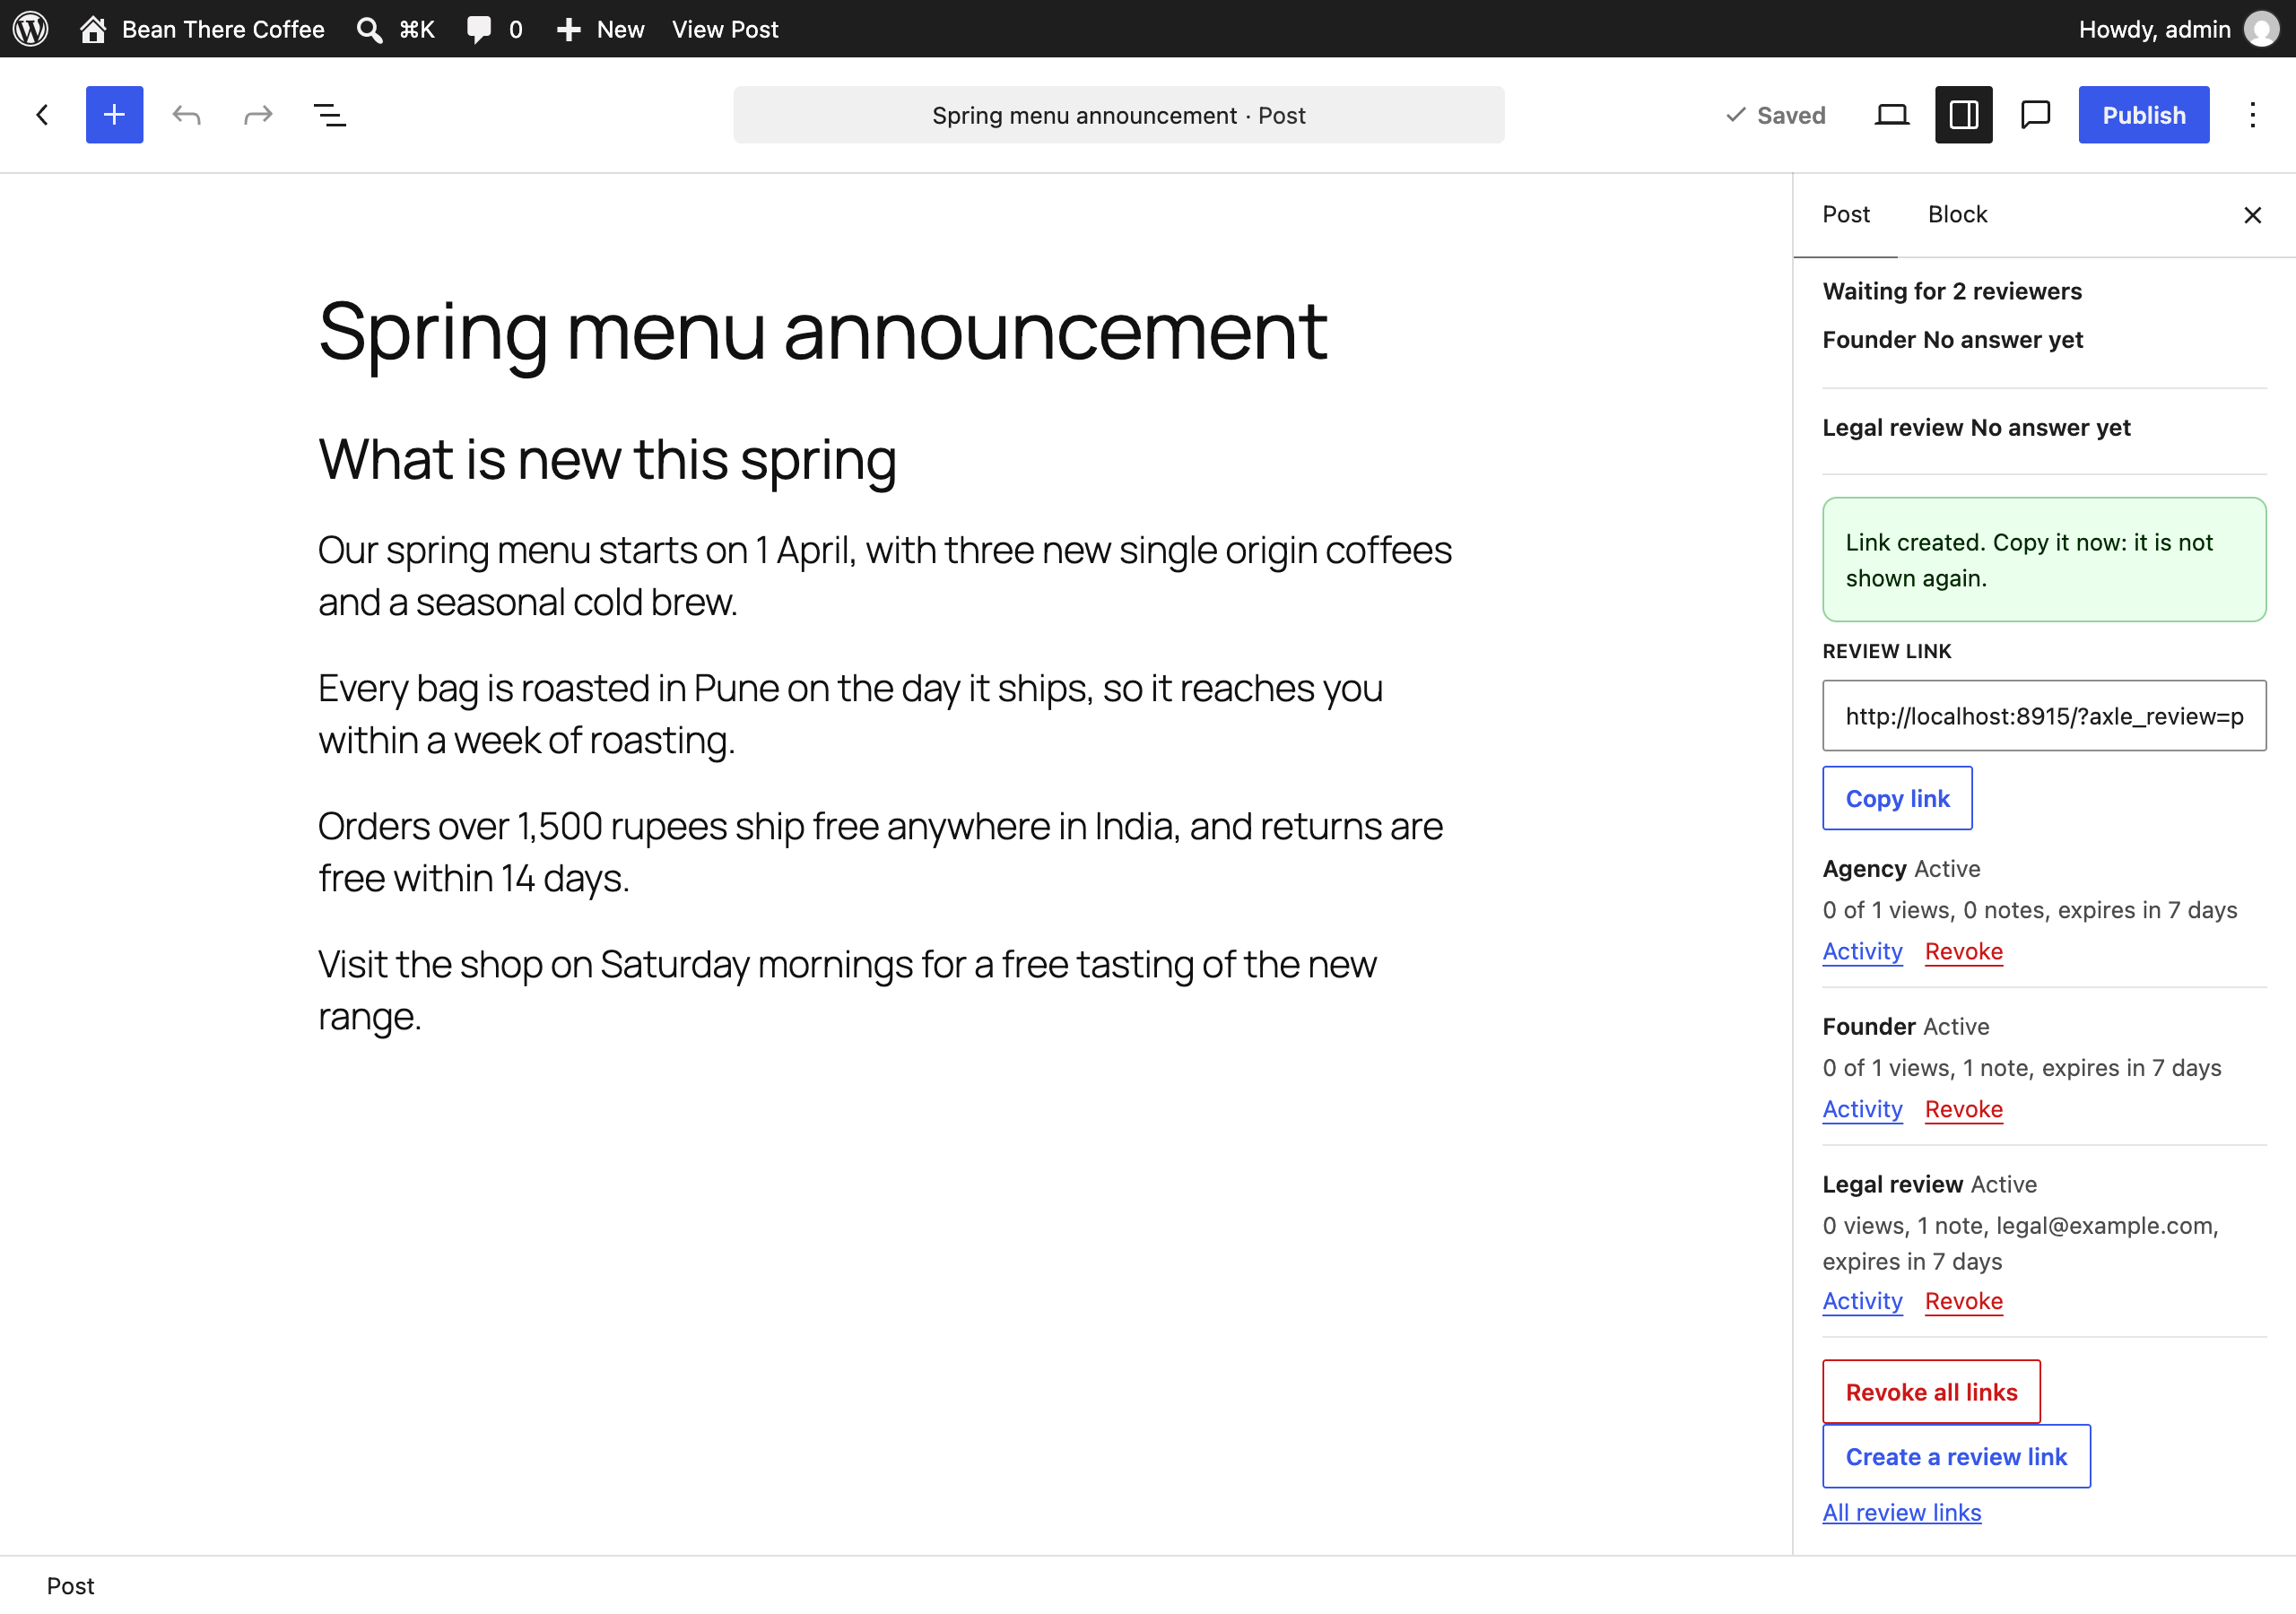 Bean There Coffee ⌘K 0 New View Post Howdy, admin
Spring menu announcement · Post Saved Publish
Post Block
Spring menu announcement
What is new this spring
Our spring menu starts on 1 April, with three new single origin coffees
and a seasonal cold brew.
Every bag is roasted in Pune on the day it ships, so it reaches you
within a week of roasting.
Orders over 1,500 rupees ship free anywhere in India, and returns are
free within 14 days.
Visit the shop on Saturday mornings for a free tasting of the new
range.
Waiting for 2 reviewers
Founder No answer yet
Legal review No answer yet
Link created. Copy it now: it is not
shown again.
REVIEW LINK
http://localhost:8915/?axle_review=p
Copy link
Agency Active
0 of 1 views, 0 notes, expires in 7 days
Activity Revoke
Founder Active
0 of 1 views, 1 note, expires in 7 days
Activity Revoke
Legal review Active
0 views, 1 note, legal@example.com,
expires in 7 days
Activity Revoke
Revoke all links
Create a review link
All review links
Post